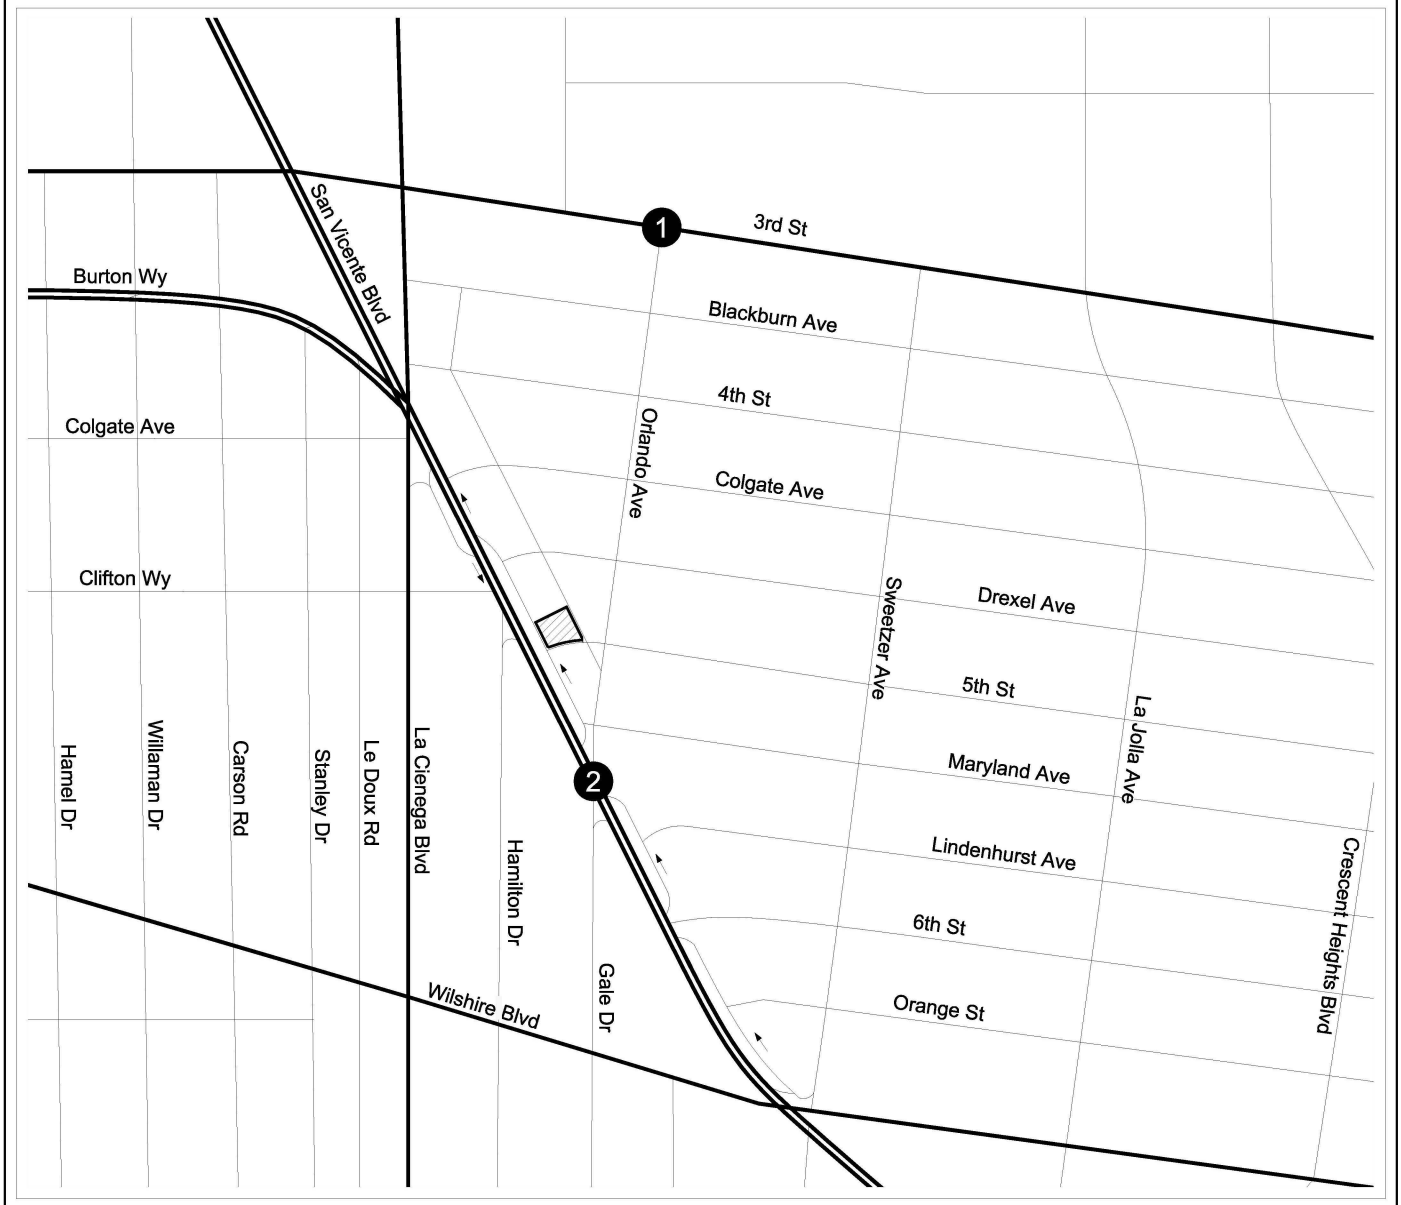 San Vicente Blvd
1
3rd St
Burton Wy
Blackburn Ave
4th St
Colgate Ave
Orlando Ave
Colgate Ave
Clifton Wy
Drexel Ave
Sweetzer Ave
5th St
La Jolla Ave
Maryland Ave
2
Hamel Dr
Willaman Dr
Carson Rd
Stanley Dr
Le Doux Rd
La Cienega Blvd
Hamilton Dr
Lindenhurst Ave
Crescent Heights Blvd
6th St
Gale Dr
Wilshire Blvd
Orange St